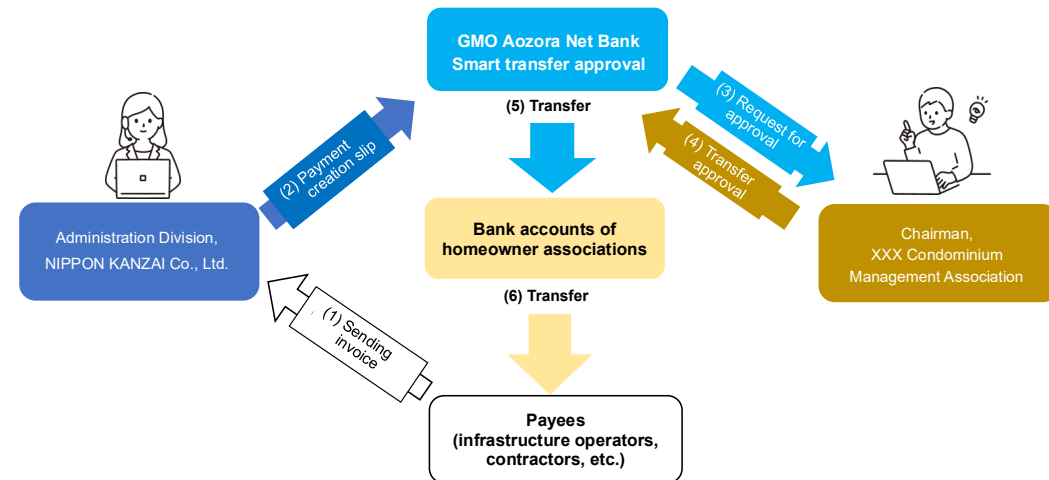 GMO Aozora Net Bank
Smart transfer approval
(5) Transfer
(3) Request for
approval
(4) Transfer
approval
(2) Payment
creation slip
Administration Division,
NIPPON KANZAI Co., Ltd.
Bank accounts of
homeowner associations
Chairman,
XXX Condominium
Management Association
(6) Transfer
(1) Sending
invoice
Payees
(infrastructure operators,
contractors, etc.)